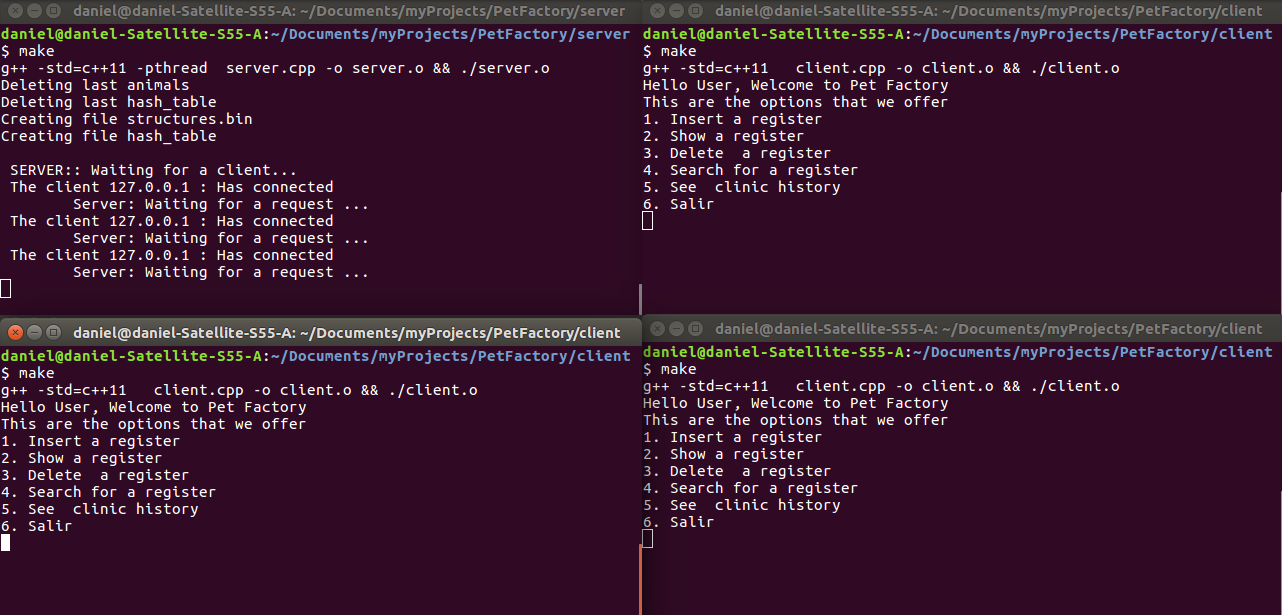 daniel@daniel-Satellite-S55-A: ~/Documents/myProjects/PetFactory/server
daniel@daniel-Satellite-S55-A:~/Documents/myProjects/PetFactory/server
$ make
g++ -std=c++11 -pthread  server.cpp -o server.o && ./server.o
Deleting last animals
Deleting last hash_table
Creating file structures.bin
Creating file hash_table
SERVER:: Waiting for a client...
The client 127.0.0.1 : Has connected
Server: Waiting for a request ...
The client 127.0.0.1 : Has connected
Server: Waiting for a request ...
The client 127.0.0.1 : Has connected
Server: Waiting for a request ...
daniel@daniel-Satellite-S55-A: ~/Documents/myProjects/PetFactory/client
daniel@daniel-Satellite-S55-A:~/Documents/myProjects/PetFactory/client
$ make
g++ -std=c++11   client.cpp -o client.o && ./client.o
Hello User, Welcome to Pet Factory
This are the options that we offer
1. Insert a register
2. Show a register
3. Delete  a register
4. Search for a register
5. See  clinic history
6. Salir
daniel@daniel-Satellite-S55-A: ~/Documents/myProjects/PetFactory/client
daniel@daniel-Satellite-S55-A:~/Documents/myProjects/PetFactory/client
$ make
g++ -std=c++11   client.cpp -o client.o && ./client.o
Hello User, Welcome to Pet Factory
This are the options that we offer
1. Insert a register
2. Show a register
3. Delete  a register
4. Search for a register
5. See  clinic history
6. Salir
daniel@daniel-Satellite-S55-A: ~/Documents/myProjects/PetFactory/client
daniel@daniel-Satellite-S55-A:~/Documents/myProjects/PetFactory/client
$ make
g++ -std=c++11   client.cpp -o client.o && ./client.o
Hello User, Welcome to Pet Factory
This are the options that we offer
1. Insert a register
2. Show a register
3. Delete  a register
4. Search for a register
5. See  clinic history
6. Salir